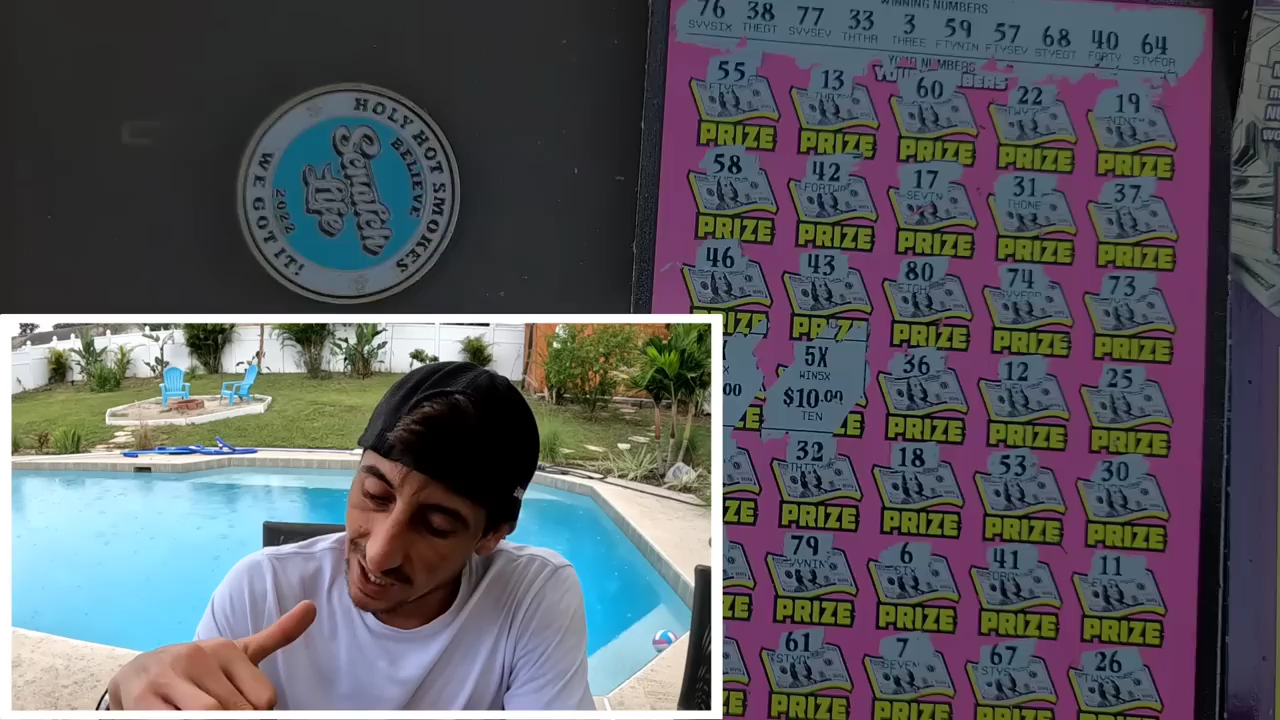 WINNING NUMBERS
76 38 77 33 3 59 57 68 40 64
SVYSIX THEGT SVYSEV THTHR THREE FTYNIN FTYSEV STYEGT FORTY STYFOR
YOUR NUMBERS
55 13 60 22 19
PRIZE PRIZE PRIZE PRIZE PRIZE
58 42 17 31 37
FORTWO SEVTN THONE
PRIZE PRIZE PRIZE PRIZE PRIZE
46 43 80 74 73
PRIZE PRIZE PRIZE PRIZE PRIZE
5X 36 12 25
WIN5X
$10.00
TEN
PRIZE PRIZE PRIZE
32 18 53 30
PRIZE PRIZE PRIZE PRIZE
79 6 41 11
SIX
PRIZE PRIZE PRIZE PRIZE
61 7 67 26
SEVEN
PRIZE PRIZE PRIZE PRIZE
HOLY HOT SMOKES
BELIEVE
Scratch
Life
2022
WE GOT IT!